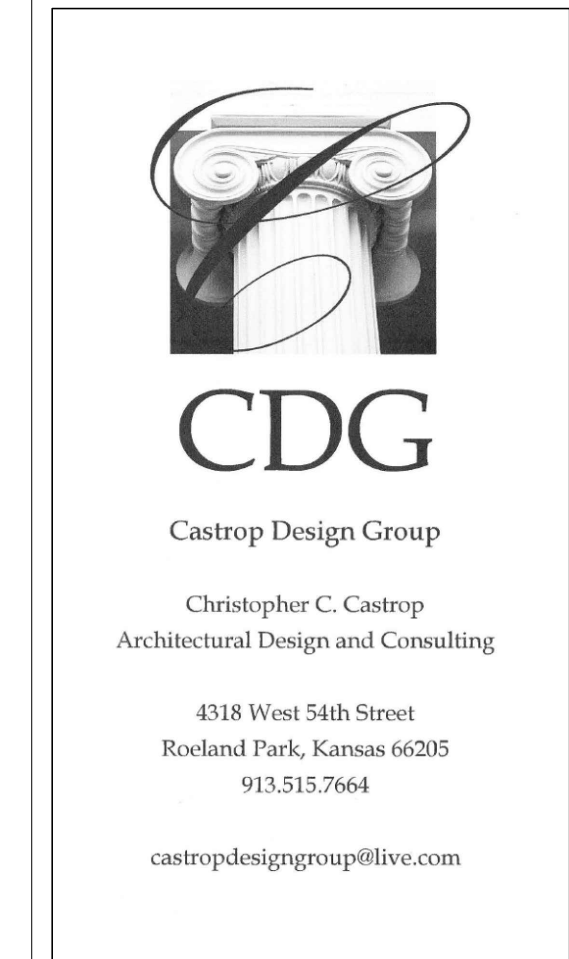 CDG
Castrop Design Group
Christopher C. Castrop
Architectural Design and Consulting
4318 West 54th Street
Roeland Park, Kansas 66205
913.515.7664
castropdesigngroup@live.com